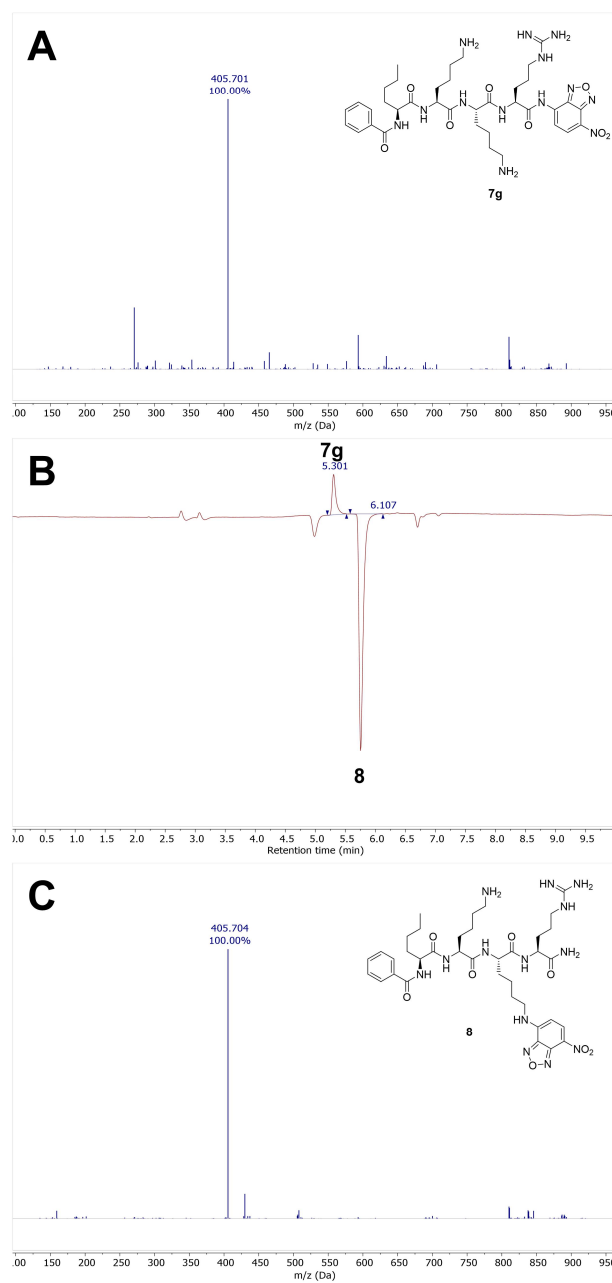 A
405.701
100.00%
NH₂
HN NH₂
NH
O H O H O
N N N
H O H O N
N O N
NO₂
NH
O
NH₂
7g
.00 150 200 250 300 350 400 450 500 550 600 650 700 750 800 850 900 950
m/z (Da)
B
7g
5.301
6.107
8
0.0 0.5 1.0 1.5 2.0 2.5 3.0 3.5 4.0 4.5 5.0 5.5 6.0 6.5 7.0 7.5 8.0 8.5 9.0 9.5
Retention time (min)
C
405.704
100.00%
NH₂
HN NH₂
NH
O H O H
N N
N NH₂
H O H O
NH
O
8
HN
N
O N
NO₂
.00 150 200 250 300 350 400 450 500 550 600 650 700 750 800 850 900 950
m/z (Da)